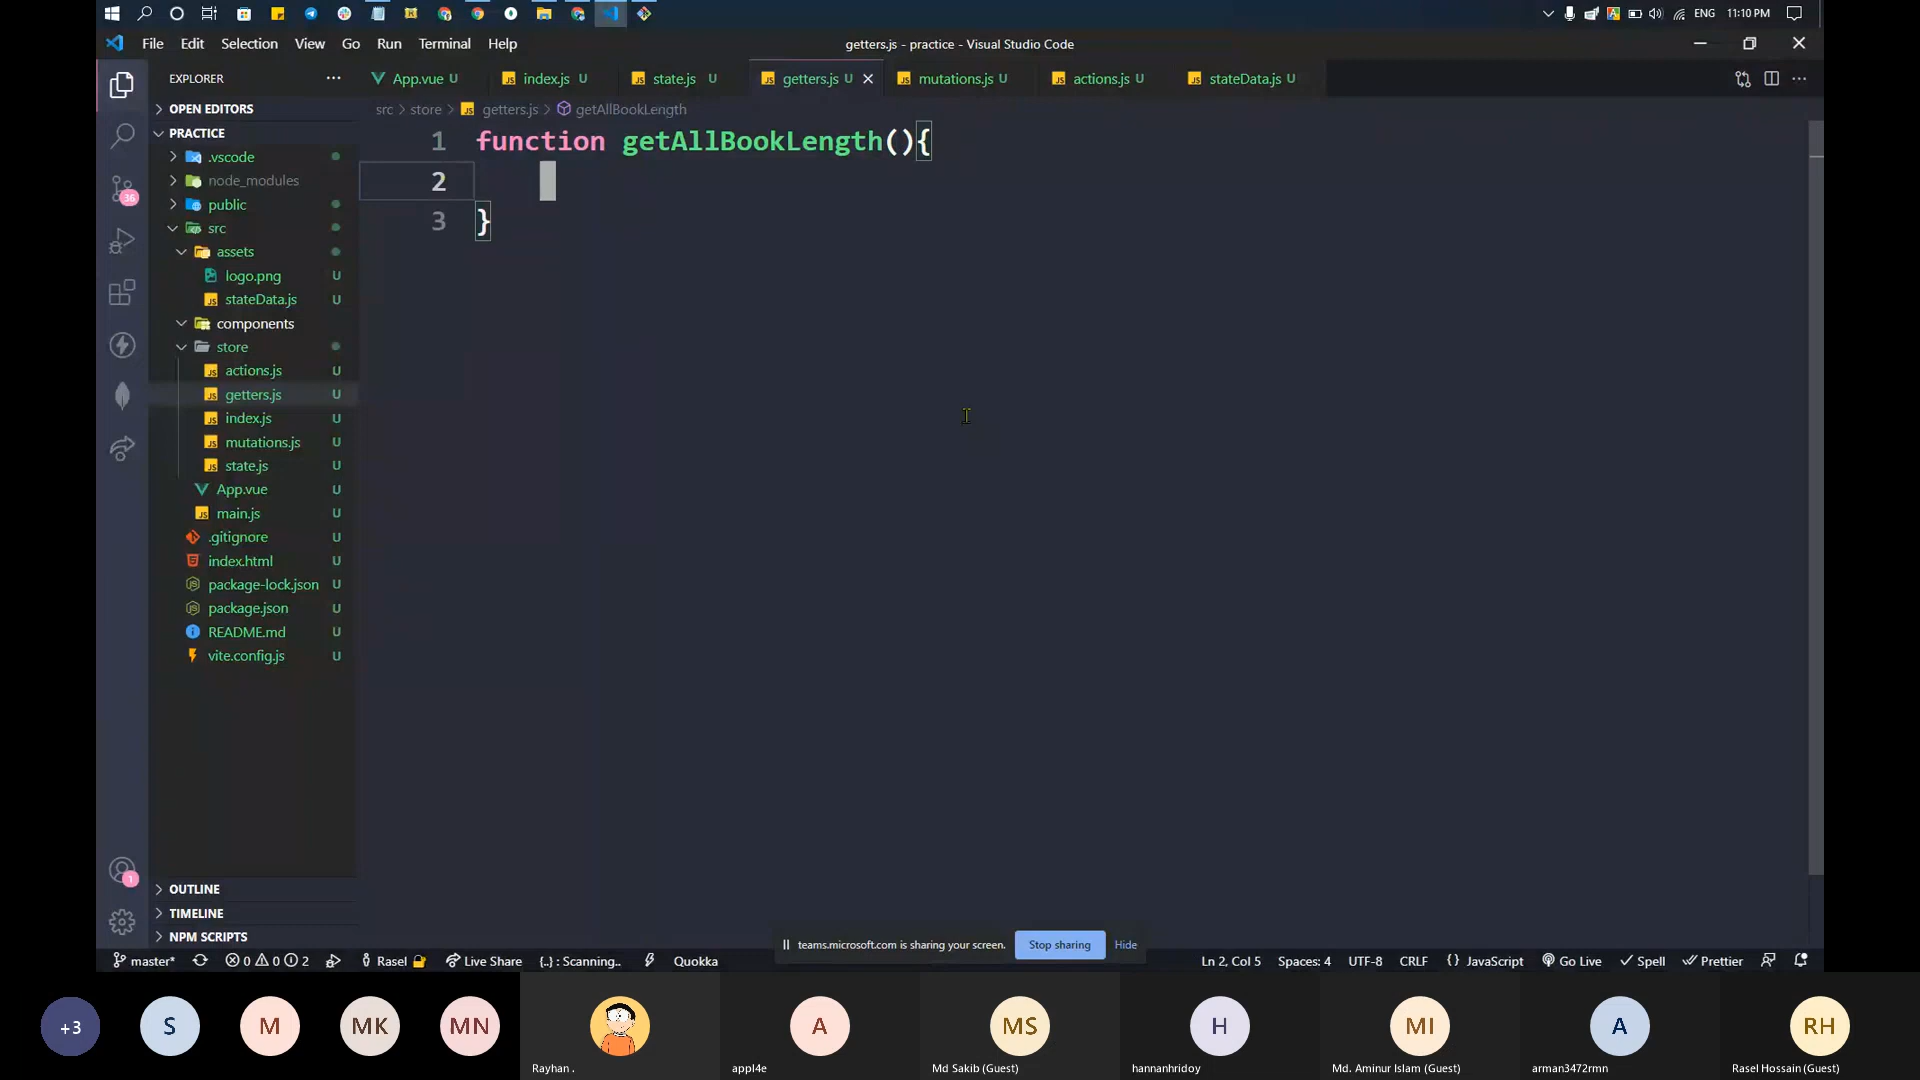 ENG 11:10 PM
File Edit Selection View Go Run Terminal Help
getters.js - practice - Visual Studio Code
EXPLORER
App.vue U
index.js U
state.js U
getters.js U
mutations.js U
actions.js U
stateData.js U
OPEN EDITORS
PRACTICE
src > store > getters.js > getAllBookLength
1 function getAllBookLength(){
2
3 }
.vscode
node_modules
public
src
assets
logo.png U
stateData.js U
components
store
actions.js U
getters.js U
index.js U
mutations.js U
state.js U
App.vue U
main.js U
.gitignore U
index.html U
package-lock.json U
package.json U
README.md U
vite.config.js U
36
1
OUTLINE
TIMELINE
NPM SCRIPTS
teams.microsoft.com is sharing your screen. Stop sharing Hide
master* 0 0 2 Rasel Live Share {..} : Scanning.. Quokka
Ln 2, Col 5 Spaces: 4 UTF-8 CRLF {} JavaScript Go Live Spell Prettier
+3 S M MK MN A MS H MI A RH
Rayhan . appl4e Md Sakib (Guest) hannanhridoy Md. Aminur Islam (Guest) arman3472rmn Rasel Hossain (Guest)